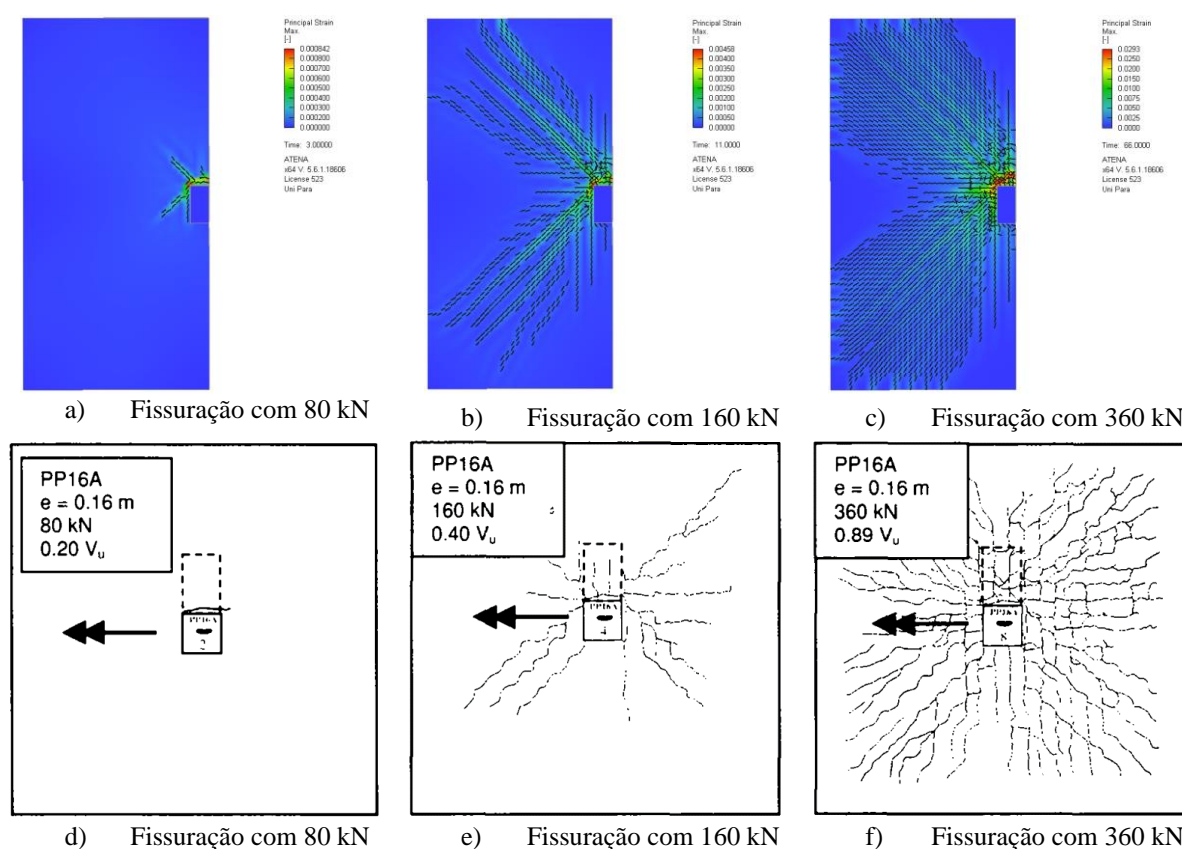 Principal Strain
Max.
[-]
0.000842
0.000800
0.000700
0.000600
0.000500
0.000400
0.000300
0.000200
0.000000
Time: 3.00000
ATENA
x64 V. 5.6.1.18606
License 523
Uni Para
Principal Strain
Max.
[-]
0.00458
0.00400
0.00350
0.00300
0.00250
0.00200
0.00150
0.00100
0.00050
0.00000
Time: 11.0000
ATENA
x64 V. 5.6.1.18606
License 523
Uni Para
Principal Strain
Max.
[-]
0.0293
0.0250
0.0200
0.0150
0.0100
0.0075
0.0050
0.0025
0.0000
Time: 66.0000
ATENA
x64 V. 5.6.1.18606
License 523
Uni Para
a) Fissuração com 80 kN
b) Fissuração com 160 kN
c) Fissuração com 360 kN
PP16A
e = 0.16 m
80 kN
0.20 Vu
PP16A
PP16A
e = 0.16 m
160 kN
0.40 Vu
PP16A
4
PP16A
e = 0.16 m
360 kN
0.89 Vu
PP16A
8
d) Fissuração com 80 kN
e) Fissuração com 160 kN
f) Fissuração com 360 kN